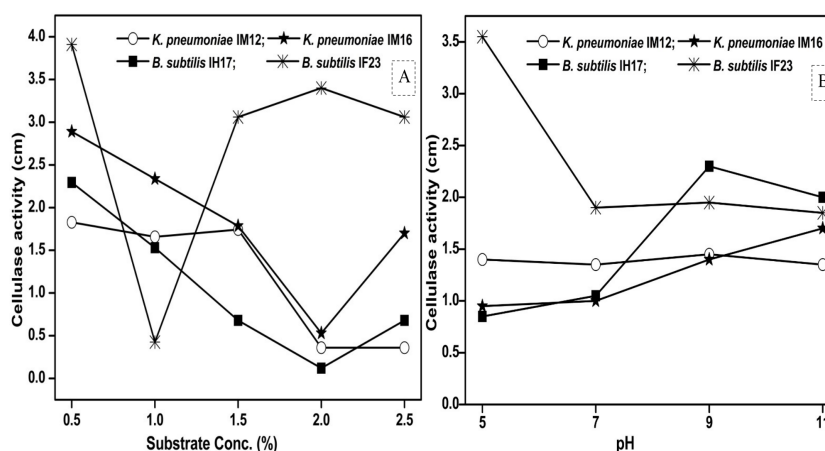 K. pneumoniae IM12; K. pneumoniae IM16
B. subtilis IH17; B. subtilis IF23
A
Cellulase activity (cm)
4.0
3.5
3.0
2.5
2.0
1.5
1.0
0.5
0.0
0.5 1.0 1.5 2.0 2.5
Substrate Conc. (%)
K. pneumoniae IM12; K. pneumoniae IM16
B. subtilis IH17; B. subtilis IF23
Cellulase activity (cm)
3.5
3.0
2.5
2.0
1.5
1.0
0.5
0.0
5 7 9 11
pH